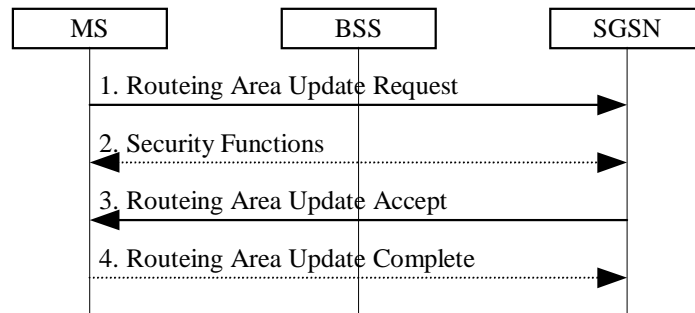 MS BSS SGSN
1. Routeing Area Update Request
2. Security Functions
3. Routeing Area Update Accept
4. Routeing Area Update Complete